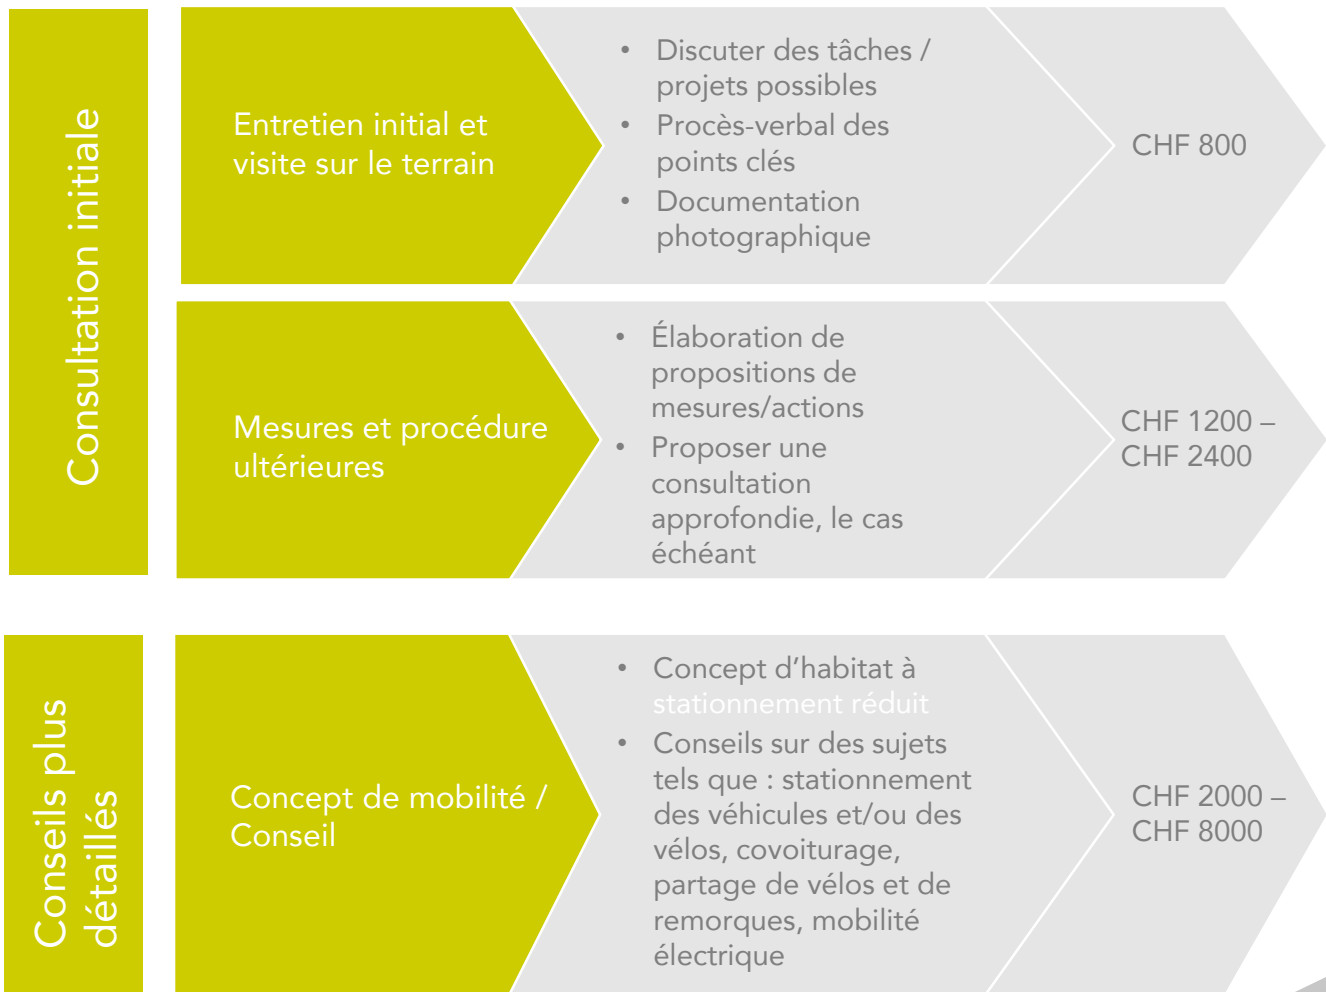 Consultation initiale
Entretien initial et
visite sur le terrain
• Discuter des tâches /
projets possibles
• Procès-verbal des
points clés
• Documentation
photographique
CHF 800
Mesures et procédure
ultérieures
• Élaboration de
propositions de
mesures/actions
• Proposer une
consultation
approfondie, le cas
échéant
CHF 1200 –
CHF 2400
Conseils plus
détaillés
Concept de mobilité /
Conseil
• Concept d’habitat à
stationnement réduit
• Conseils sur des sujets
tels que : stationnement
des véhicules et/ou des
vélos, covoiturage,
partage de vélos et de
remorques, mobilité
électrique
CHF 2000 –
CHF 8000